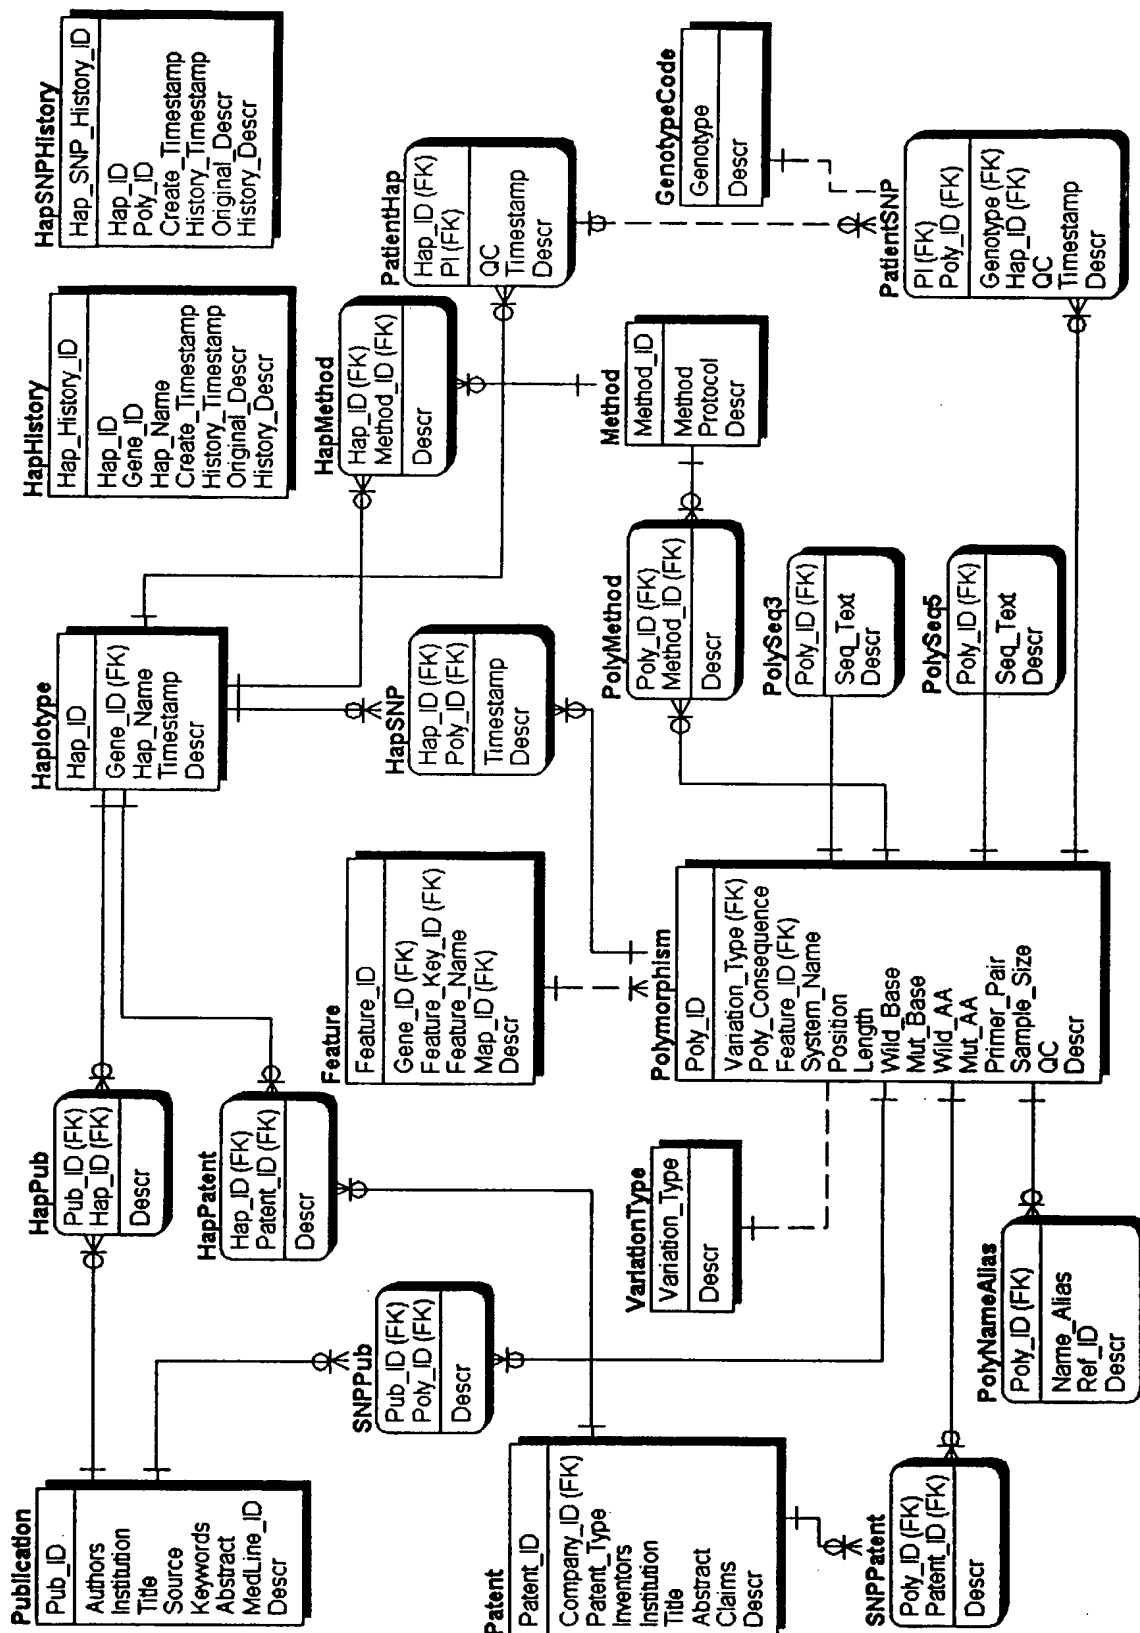 Publication
Pub_ID
Authors
Institution
Title
Source
Keywords
Abstract
MedLine_ID
Descr
HapPub
Pub_ID (FK)
Hap_ID (FK)
Descr
Haplotype
Hap_ID
Gene_ID (FK)
Hap_Name
Timestamp
Descr
HapHistory
Hap_History_ID
Hap_ID
Gene_ID
Hap_Name
Create_Timestamp
History_Timestamp
Original_Descr
History_Descr
HapSNPHistory
Hap_SNP_History_ID
Hap_ID
Poly_ID
Create_Timestamp
History_Timestamp
Original_Descr
History_Descr
HapPatent
Hap_ID (FK)
Patent_ID (FK)
Descr
HapMethod
Hap_ID (FK)
Method_ID (FK)
Descr
PatientHap
Hap_ID (FK)
PI (FK)
QC
Timestamp
Descr
SNPPub
Pub_ID (FK)
Poly_ID (FK)
Descr
Feature
Feature_ID
Gene_ID (FK)
Feature_Key_ID (FK)
Feature_Name
Map_ID (FK)
Descr
HapSNP
Hap_ID (FK)
Poly_ID (FK)
Timestamp
Descr
Patent
Patent_ID
Company_ID (FK)
Patent_Type
Inventors
Institution
Title
Abstract
Claims
Descr
VariationType
Variation_Type
Descr
Polymorphism
Poly_ID
Variation_Type (FK)
Poly_Consequence
Feature_ID (FK)
System_Name
Position
Length
Wild_Base
Mut_Base
Wild_AA
Mut_AA
Primer_Pair
Sample_Size
QC
Descr
PolyMethod
Poly_ID (FK)
Method_ID (FK)
Descr
Method
Method_ID
Method
Protocol
Descr
GenotypeCode
Genotype
Descr
PolySeq3
Poly_ID (FK)
Seq_Text
Descr
SNPPatent
Poly_ID (FK)
Patent_ID (FK)
Descr
PolyNameAlias
Poly_ID (FK)
Name_Alias
Ref_ID
Descr
PolySeq5
Poly_ID (FK)
Seq_Text
Descr
PatientSNP
PI (FK)
Poly_ID (FK)
Genotype (FK)
Hap_ID (FK)
QC
Timestamp
Descr